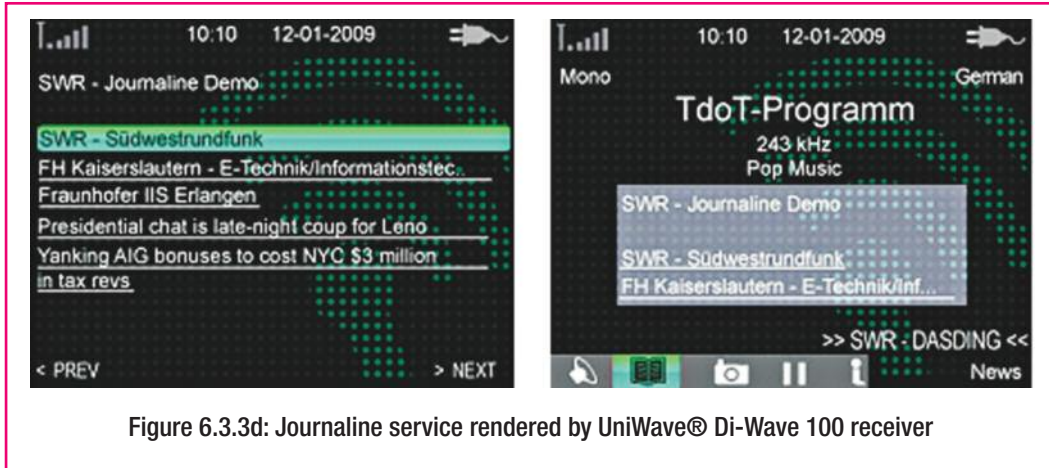 10:10 12-01-2009
SWR - Journaline Demo
SWR - Südwestrundfunk
FH Kaiserslautern - E-Technik/Informationstec..
Fraunhofer IIS Erlangen
Presidential chat is late-night coup for Leno
Yanking AIG bonuses to cost NYC $3 million
in tax revs
< PREV > NEXT
10:10 12-01-2009
Mono German
TdoT-Programm
243 kHz
Pop Music
SWR - Journaline Demo
SWR - Südwestrundfunk
FH Kaiserslautern - E-Technik/Inf...
>> SWR - DASDING <<
News
Figure 6.3.3d: Journaline service rendered by UniWave® Di-Wave 100 receiver